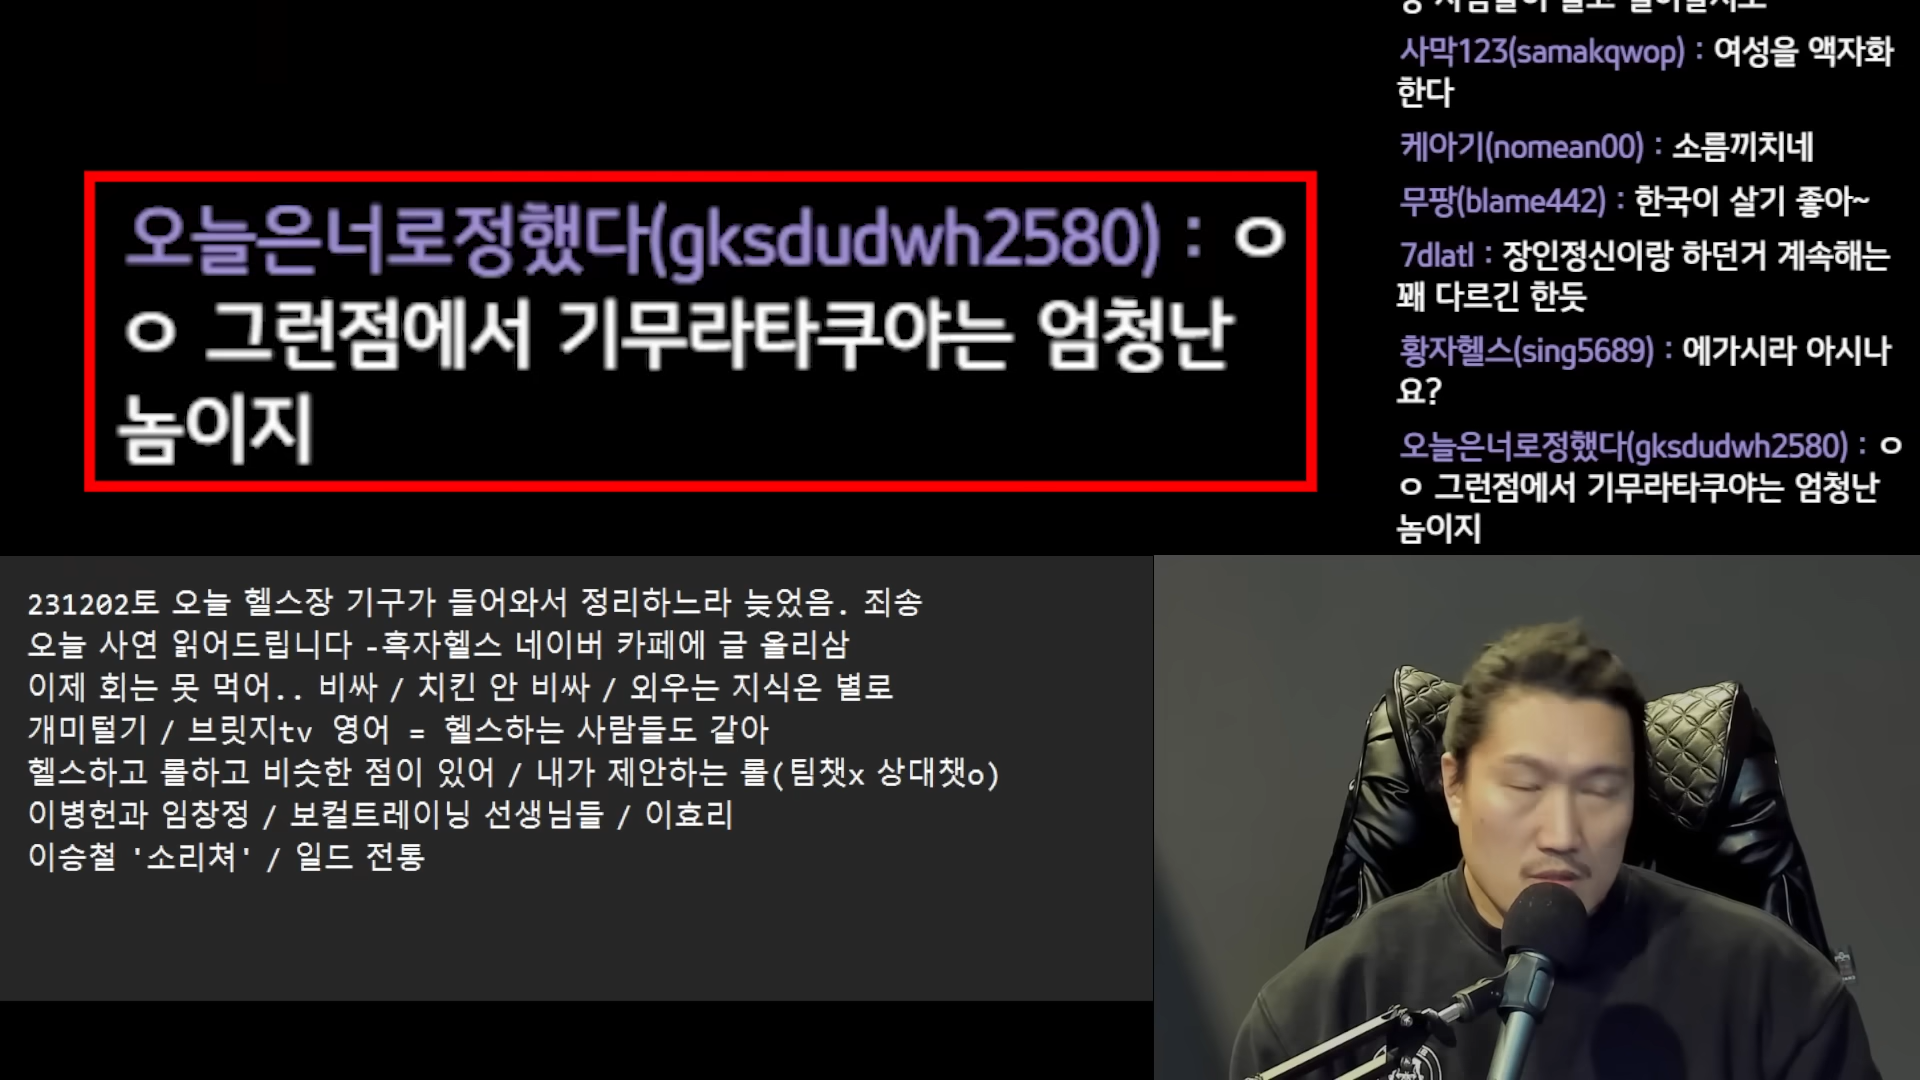 오늘은너로정했다(gksdudwh2580) : ㅇ
ㅇ 그런점에서 기무라타쿠야는 엄청난
놈이지
사막123(samakqwop) : 여성을 액자화
한다
케아기(nomean00) : 소름끼치네
무팡(blame442) : 한국이 살기 좋아~
7dlatl : 장인정신이랑 하던거 계속해는
꽤 다르긴 한듯
황자헬스(sing5689) : 에가시라 아시나
요?
오늘은너로정했다(gksdudwh2580) : ㅇ
ㅇ 그런점에서 기무라타쿠야는 엄청난
놈이지
231202토 오늘 헬스장 기구가 들어와서 정리하느라 늦었음. 죄송
오늘 사연 읽어드립니다 -흑자헬스 네이버 카페에 글 올리삼
이제 회는 못 먹어.. 비싸 / 치킨 안 비싸 / 외우는 지식은 별로
개미털기 / 브릿지tv 영어 = 헬스하는 사람들도 같아
헬스하고 롤하고 비슷한 점이 있어 / 내가 제안하는 롤(팀챗x 상대챗o)
이병헌과 임창정 / 보컬트레이닝 선생님들 / 이효리
이승철 '소리쳐' / 일드 전통